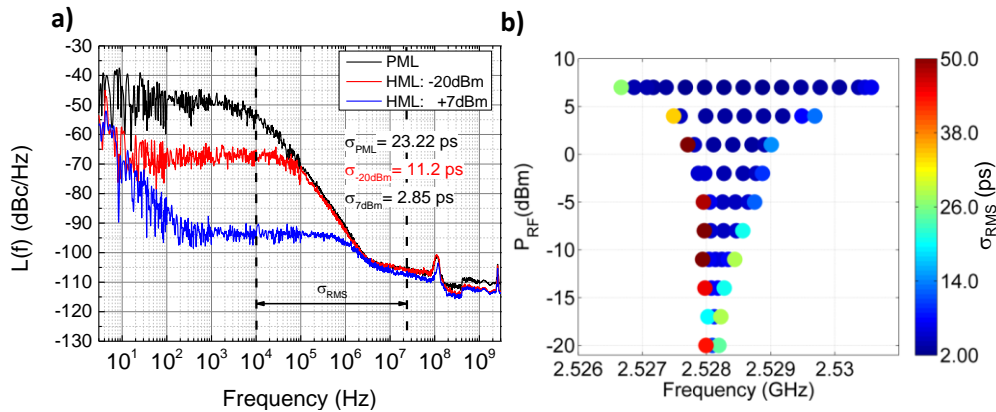 a)
L(f) (dBc/Hz)
-30
-40
-50
-60
-70
-80
-90
-100
-110
-120
-130
PML
HML: -20dBm
HML: +7dBm
σPML= 23.22 ps
σ-20dBm= 11.2 ps
σ7dBm= 2.85 ps
σRMS
10¹ 10² 10³ 10⁴ 10⁵ 10⁶ 10⁷ 10⁸ 10⁹
Frequency (Hz)
b)
PRF(dBm)
10
5
0
-5
-10
-15
-20
2.526 2.527 2.528 2.529 2.53
Frequency (GHz)
50.0
38.0
26.0
14.0
2.00
σRMS (ps)